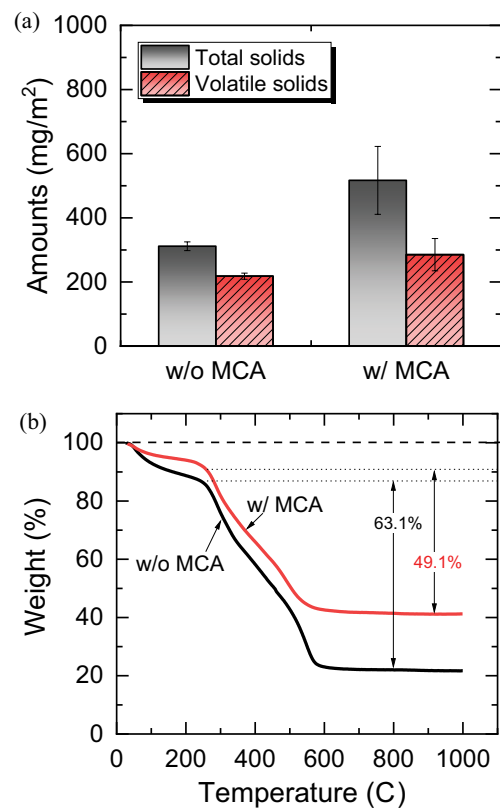 (a)
1000
800
600
400
200
0
Amounts (mg/m²)
Total solids
Volatile solids
w/o MCA
w/ MCA
(b)
100
80
60
40
20
0
Weight (%)
w/ MCA
w/o MCA
63.1%
49.1%
0
200
400
600
800
1000
Temperature (C)